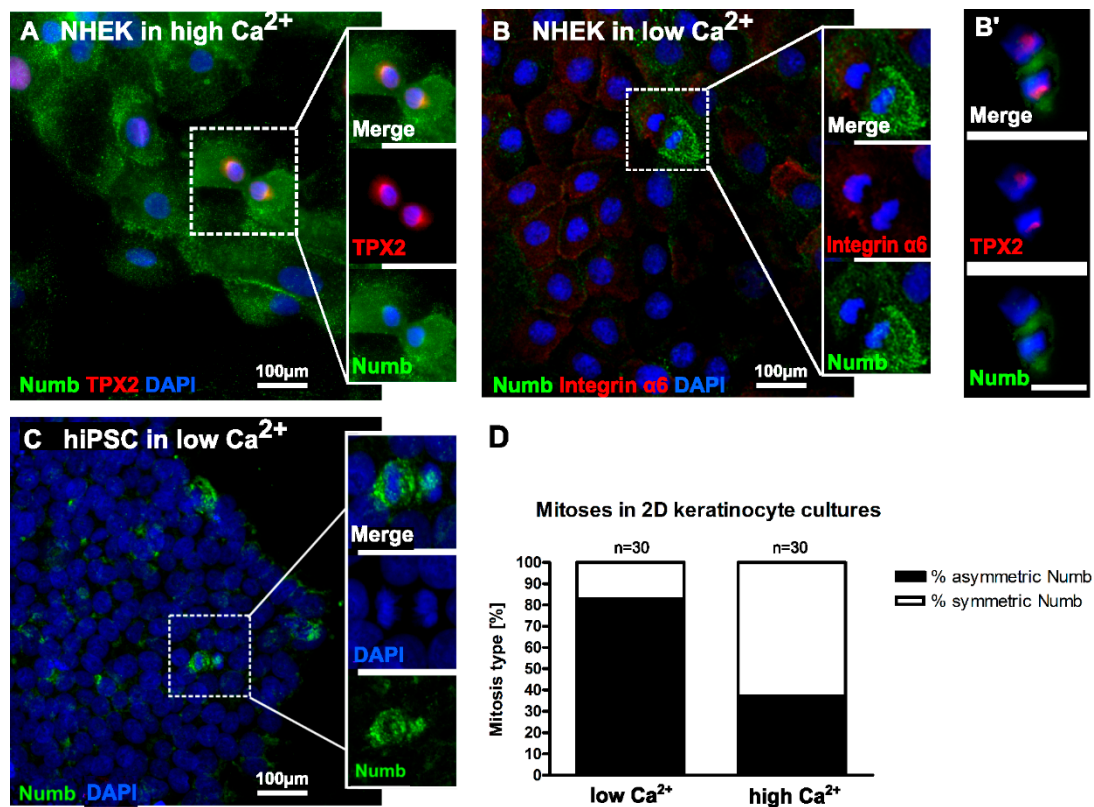 A NHEK in high Ca²⁺
Merge
TPX2
Numb
Numb TPX2 DAPI
100µm
B NHEK in low Ca²⁺
Merge
Integrin α6
Numb
Numb Integrin α6 DAPI
100µm
B'
Merge
TPX2
Numb
C hiPSC in low Ca²⁺
Merge
DAPI
Numb
Numb DAPI
100µm
D
Mitoses in 2D keratinocyte cultures
n=30 n=30
Mitosis type [%]
100
90
80
70
60
50
40
30
20
10
0
low Ca²⁺ high Ca²⁺
% asymmetric Numb
% symmetric Numb